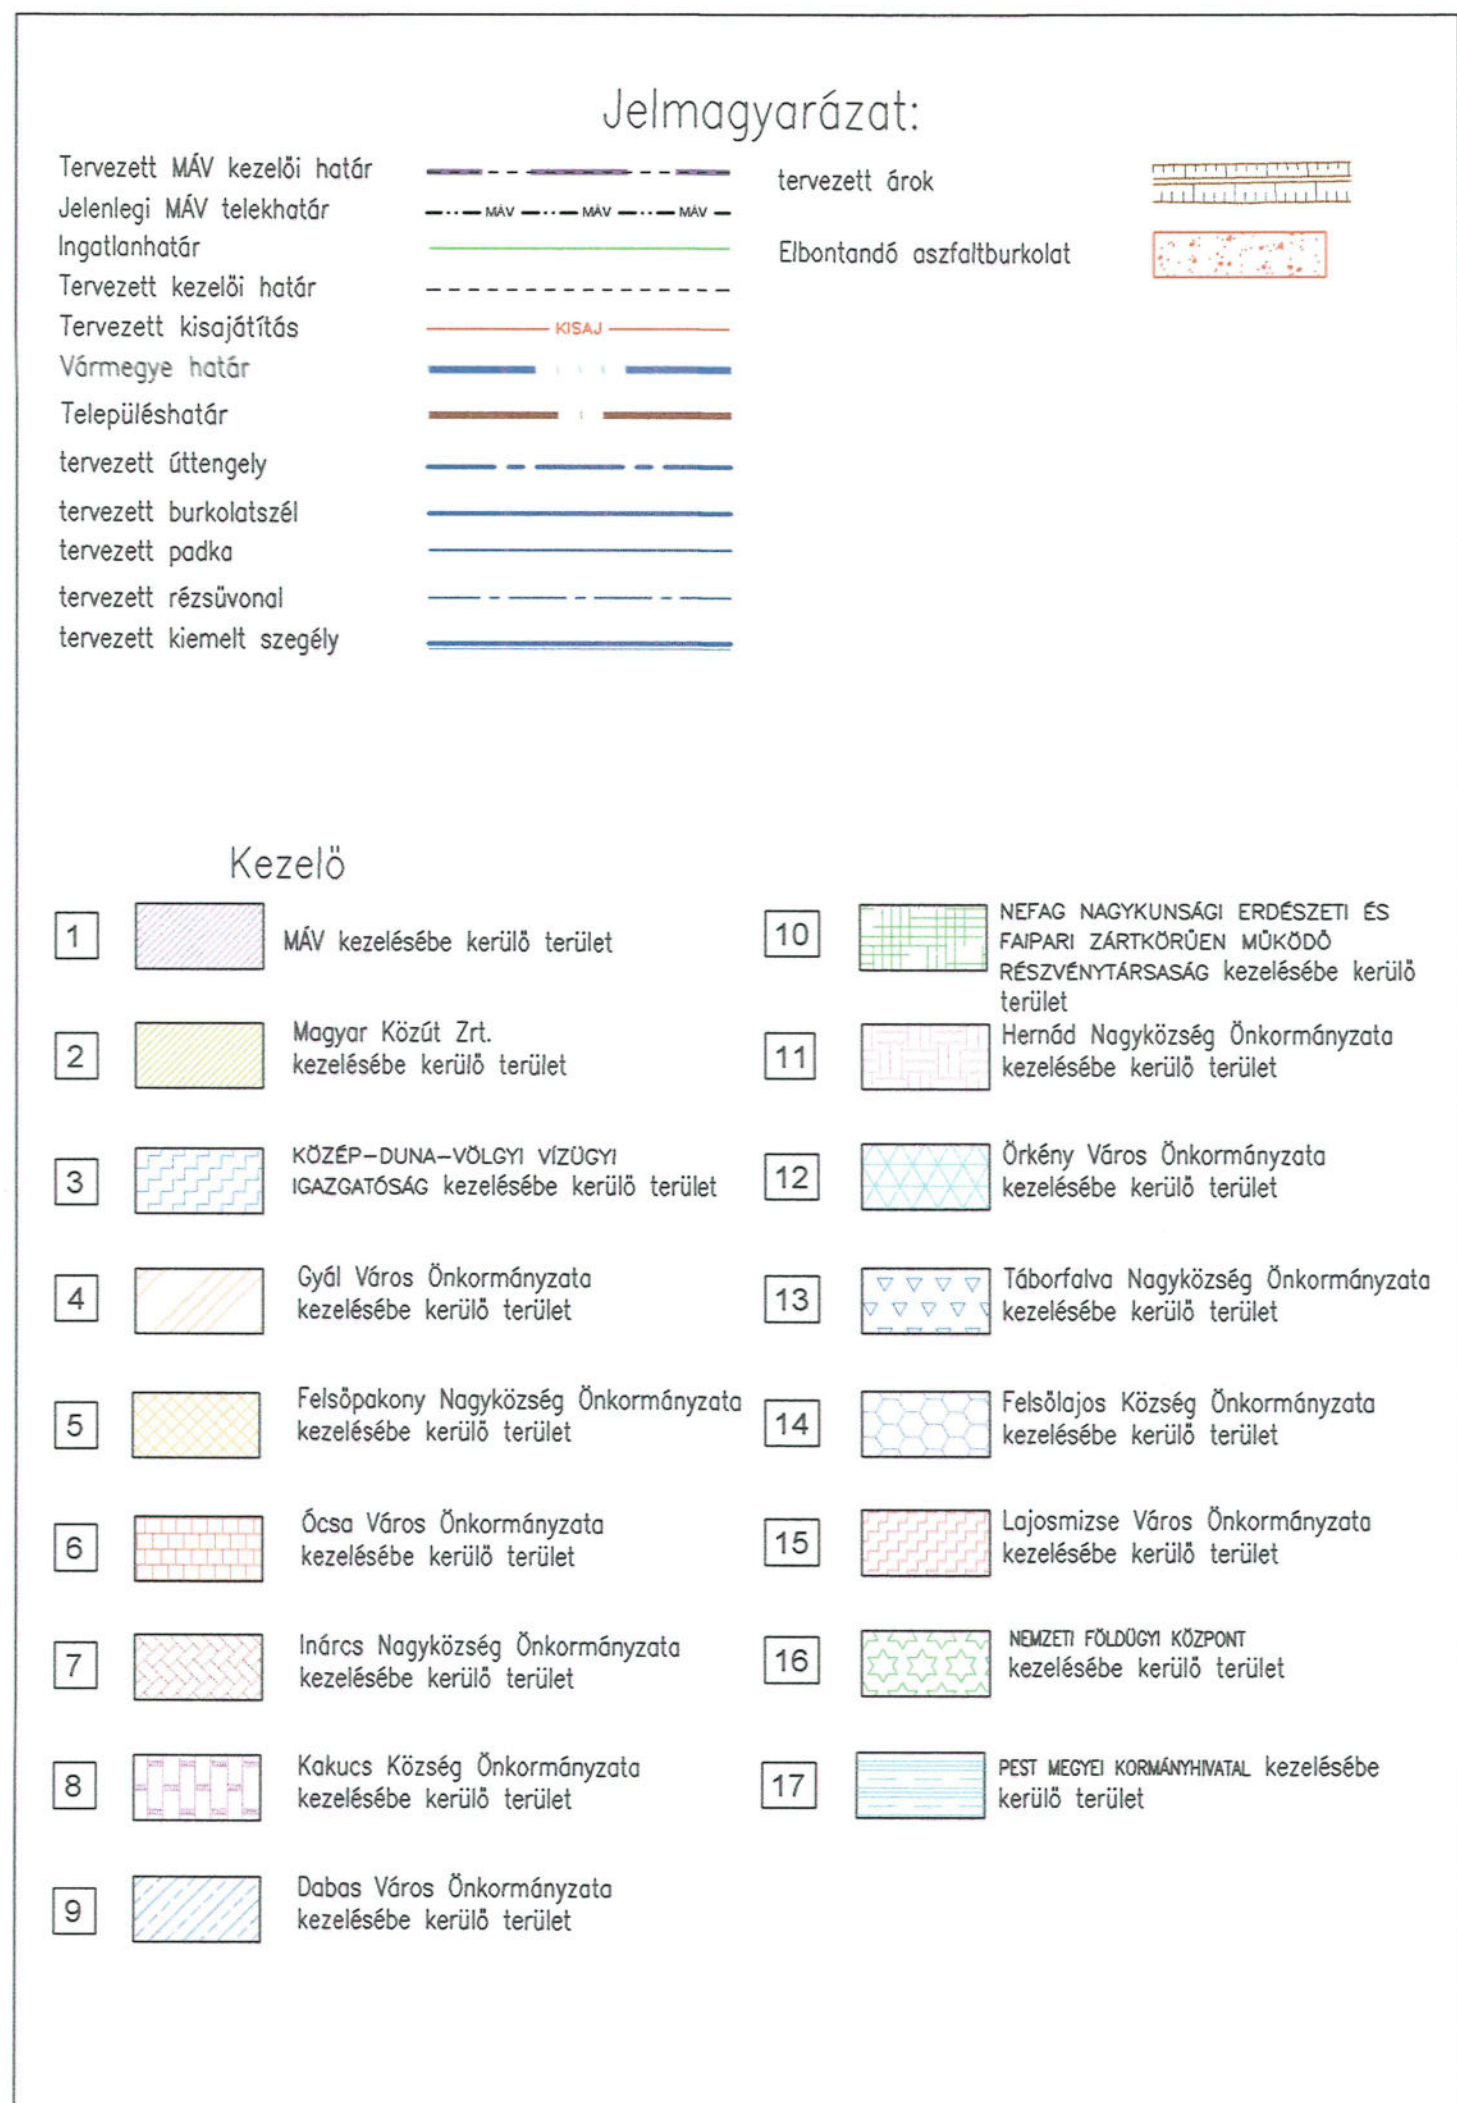 Jelmagyarázat:
Tervezett MÁV kezelői határ
Jelenlegi MÁV telekhatár
MÁV MÁV MÁV
Ingatlanhatár
Tervezett kezelői határ
Tervezett kisajátítás
KISAJ
Vármegye határ
Településhatár
tervezett úttengely
tervezett burkolatszél
tervezett padka
tervezett rézsűvonal
tervezett kiemelt szegély
tervezett árok
Elbontandó aszfaltburkolat
Kezelő
1
MÁV kezelésébe kerülő terület
2
Magyar Közút Zrt.
kezelésébe kerülő terület
3
KÖZÉP-DUNA-VÖLGYI VÍZÜGYI
IGAZGATÓSÁG kezelésébe kerülő terület
4
Gyál Város Önkormányzata
kezelésébe kerülő terület
5
Felsőpakony Nagyközség Önkormányzata
kezelésébe kerülő terület
6
Ócsa Város Önkormányzata
kezelésébe kerülő terület
7
Inárcs Nagyközség Önkormányzata
kezelésébe kerülő terület
8
Kakucs Község Önkormányzata
kezelésébe kerülő terület
9
Dabas Város Önkormányzata
kezelésébe kerülő terület
10
NEFAG NAGYKUNSÁGI ERDÉSZETI ÉS
FAIPARI ZÁRTKÖRŰEN MŰKÖDŐ
RÉSZVÉNYTÁRSASÁG kezelésébe kerülő
terület
11
Hernád Nagyközség Önkormányzata
kezelésébe kerülő terület
12
Örkény Város Önkormányzata
kezelésébe kerülő terület
13
Táborfalva Nagyközség Önkormányzata
kezelésébe kerülő terület
14
Felsőlajos Község Önkormányzata
kezelésébe kerülő terület
15
Lajosmizse Város Önkormányzata
kezelésébe kerülő terület
16
NEMZETI FÖLDÜGYI KÖZPONT
kezelésébe kerülő terület
17
PEST MEGYEI KORMÁNYHIVATAL kezelésébe
kerülő terület